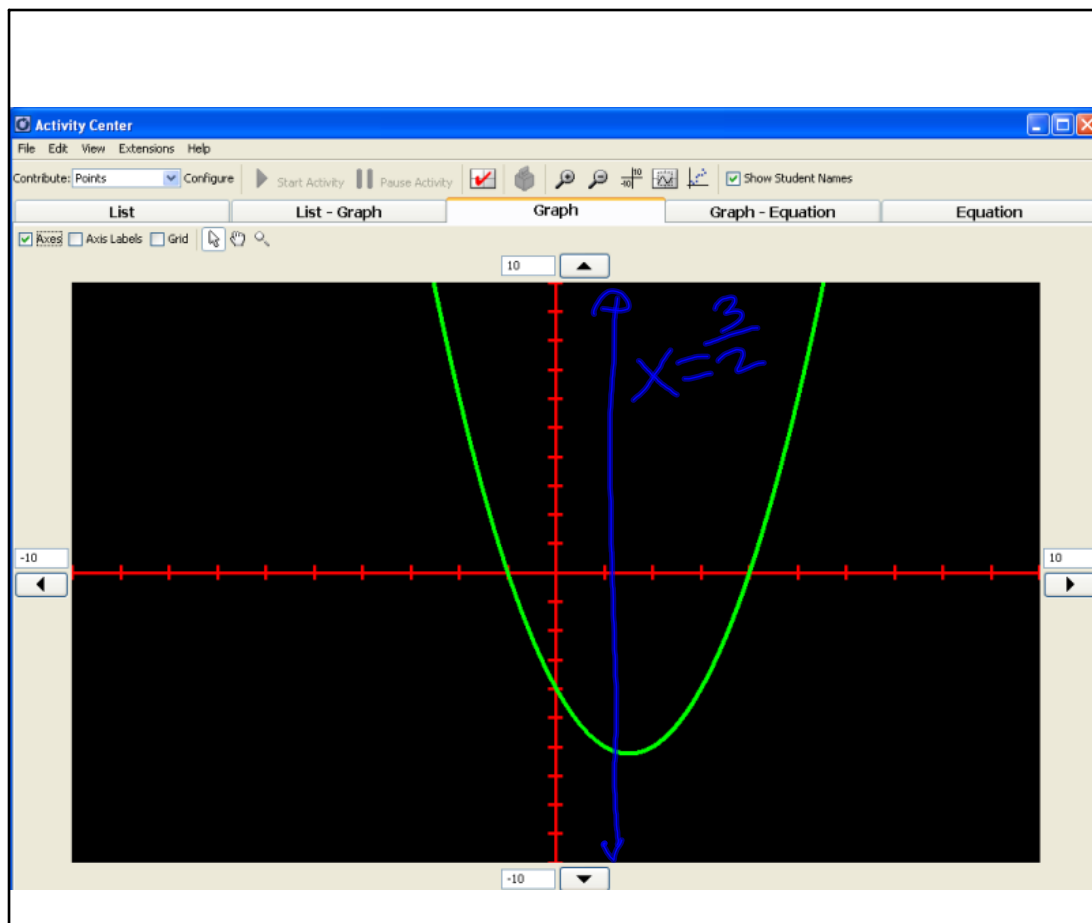 Activity Center
File Edit View Extensions Help
Contribute: Points Configure Start Activity Pause Activity Show Student Names
List List - Graph Graph Graph - Equation Equation
Axes Axis Labels Grid
10
x = 3/2
-10
10
-10